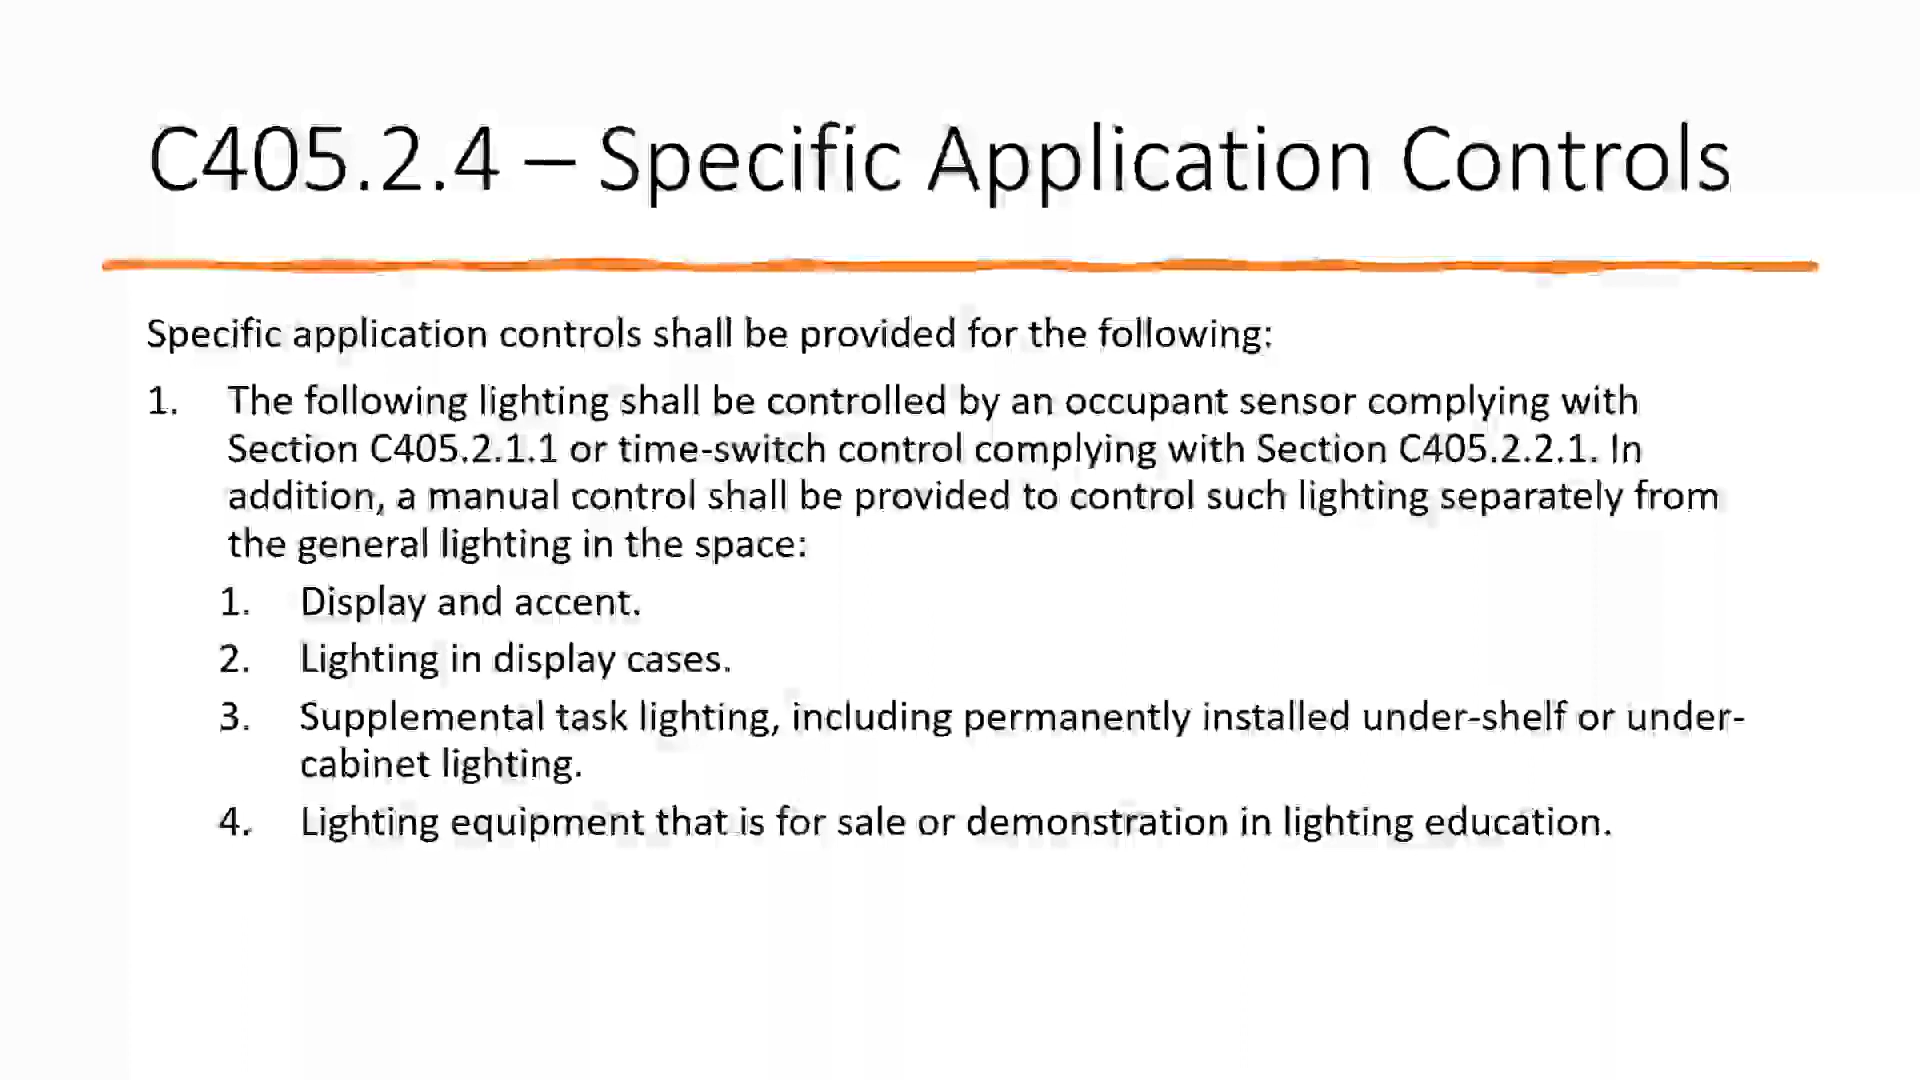 C405.2.4 – Specific Application Controls
Specific application controls shall be provided for the following:
1. The following lighting shall be controlled by an occupant sensor complying with
Section C405.2.1.1 or time-switch control complying with Section C405.2.2.1. In
addition, a manual control shall be provided to control such lighting separately from
the general lighting in the space:
1. Display and accent.
2. Lighting in display cases.
3. Supplemental task lighting, including permanently installed under-shelf or under-
cabinet lighting.
4. Lighting equipment that is for sale or demonstration in lighting education.